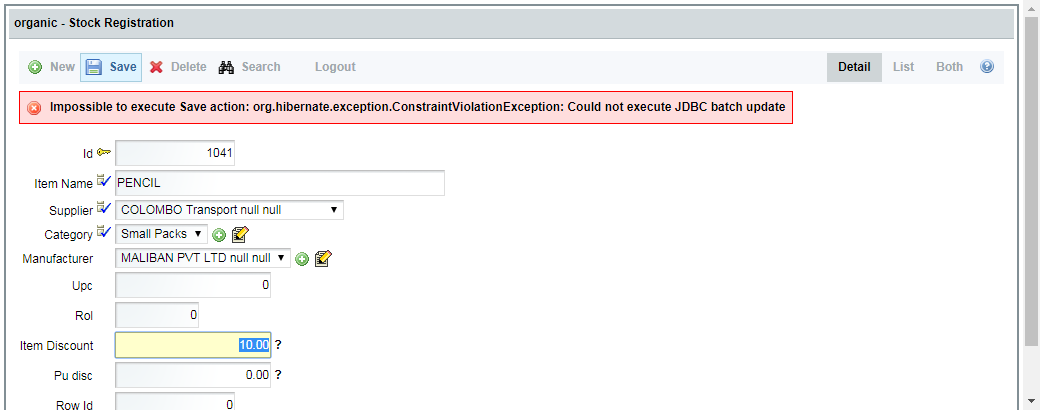 organic - Stock Registration
New Save Delete Search Logout Detail List Both ?
Impossible to execute Save action: org.hibernate.exception.ConstraintViolationException: Could not execute JDBC batch update
Id 1041
Item Name PENCIL
Supplier COLOMBO Transport null null
Category Small Packs
Manufacturer MALIBAN PVT LTD null null
Upc 0
Rol 0
Item Discount 10.00 ?
Pu disc 0.00 ?
Row Id 0